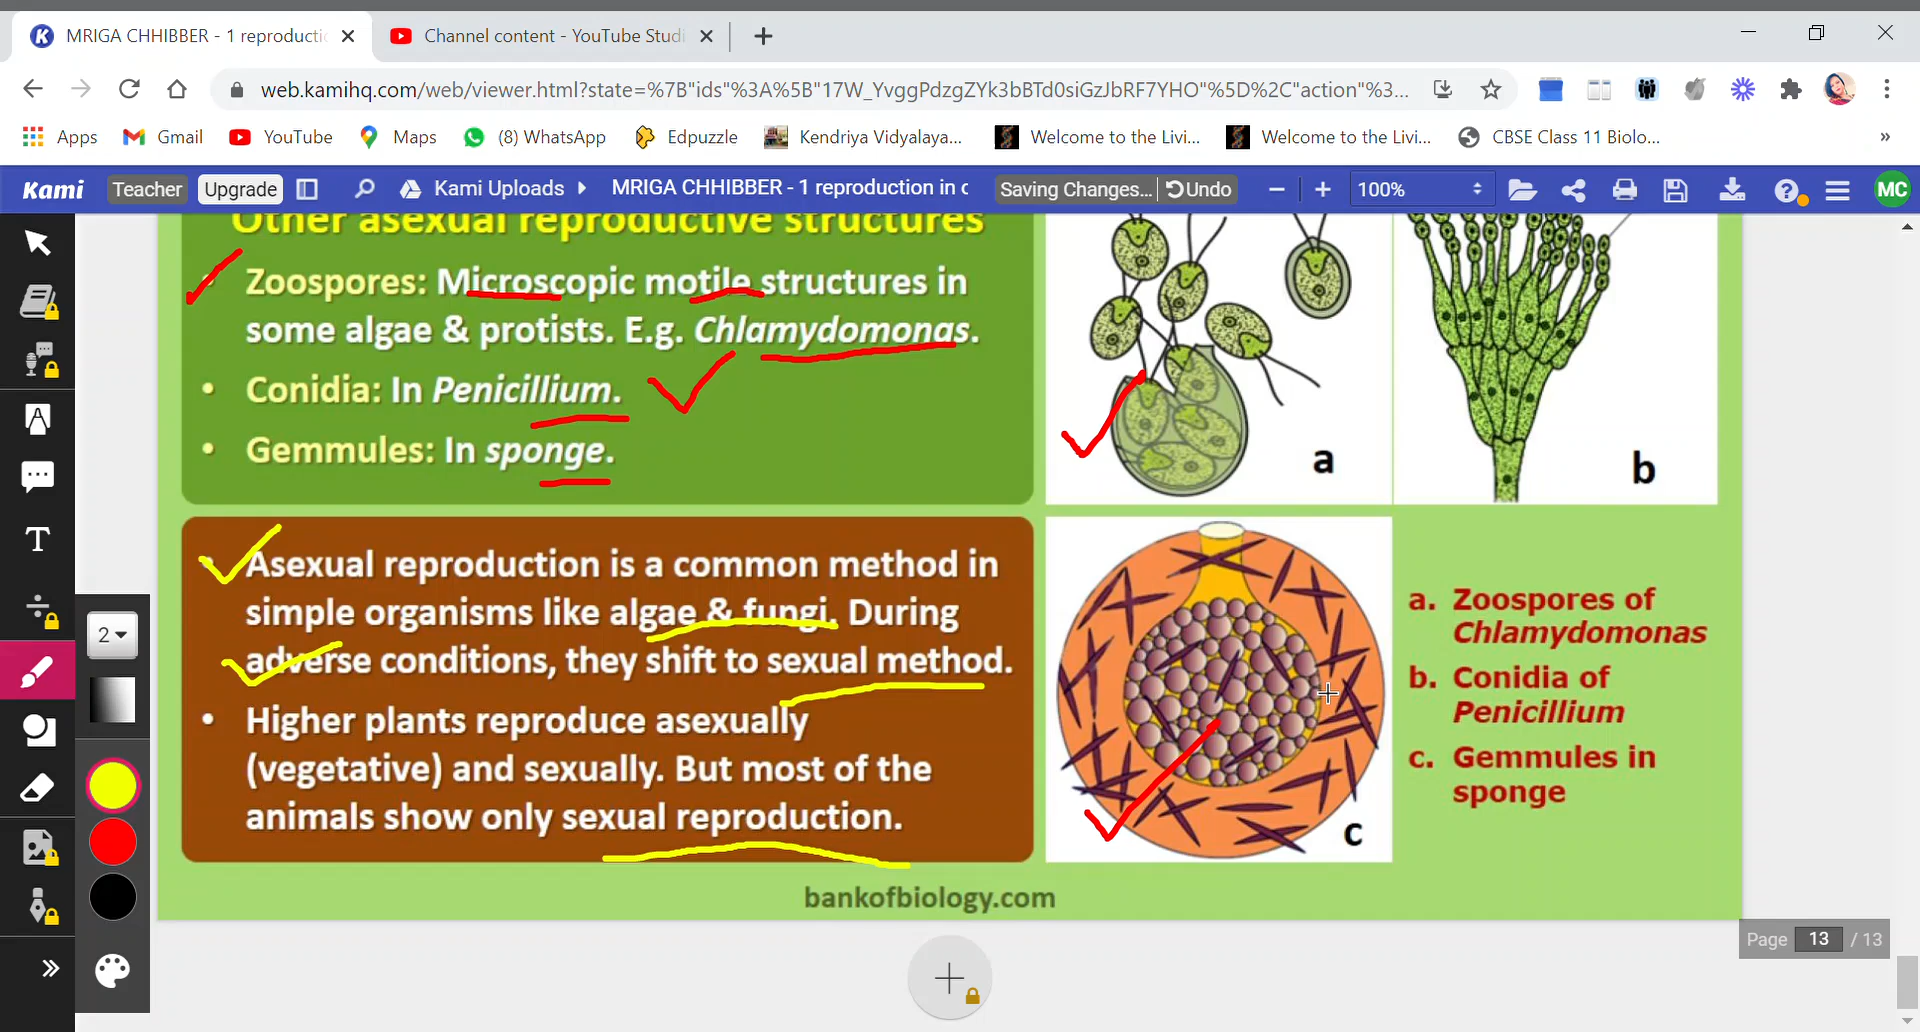 MRIGA CHHIBBER - 1 reproducti
Channel content - YouTube Studi
web.kamihq.com/web/viewer.html?state=%7B"ids"%3A%5B"17W_YvggPdzgZYk3bBTd0siGzJbRF7YHO"%5D%2C"action"%3...
Apps
Gmail
YouTube
Maps
(8) WhatsApp
Edpuzzle
Kendriya Vidyalaya...
Welcome to the Livi...
Welcome to the Livi...
CBSE Class 11 Biolo...
»
Kami
Teacher
Upgrade
Kami Uploads
MRIGA CHHIBBER - 1 reproduction in o
Saving Changes...
Undo
100%
MC
Other asexual reproductive structures
• Zoospores: Microscopic motile structures in
some algae & protists. E.g. Chlamydomonas.
• Conidia: In Penicillium.
• Gemmules: In sponge.
a
b
• Asexual reproduction is a common method in
simple organisms like algae & fungi. During
adverse conditions, they shift to sexual method.
• Higher plants reproduce asexually
(vegetative) and sexually. But most of the
animals show only sexual reproduction.
c
a. Zoospores of
Chlamydomonas
b. Conidia of
Penicillium
c. Gemmules in
sponge
bankofbiology.com
2
Page 13 / 13